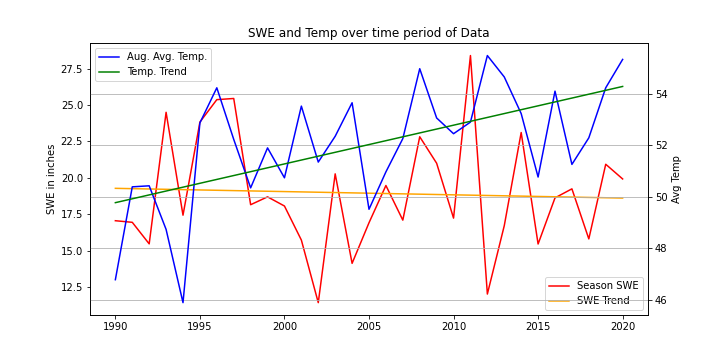 SWE and Temp over time period of Data
Aug. Avg. Temp.
Temp. Trend
27.5
25.0
22.5
20.0
17.5
15.0
12.5
SWE in inches
54
52
50
48
46
Avg Temp
Season SWE
SWE Trend
1990 1995 2000 2005 2010 2015 2020